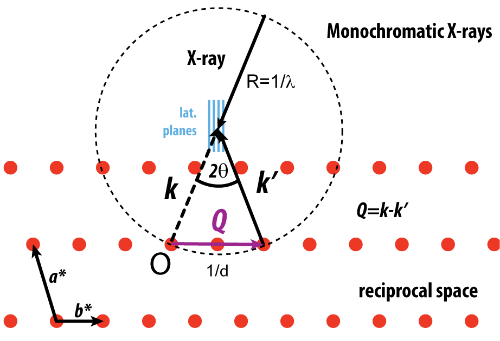 Monochromatic X-rays
X-ray
R=1/λ
lat.
planes
2θ
k
k′
Q
Q=k-k′
O
1/d
a*
b*
reciprocal space